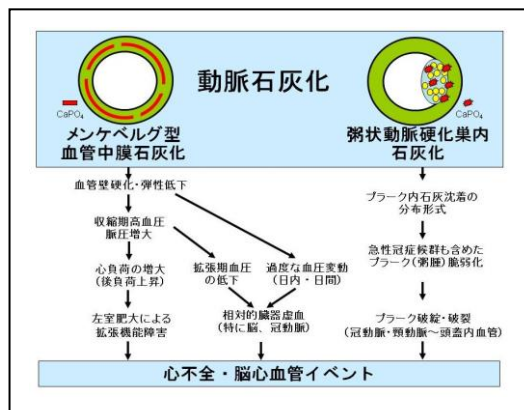 動脈石灰化
CaPO₄
メンケベルグ型
血管中膜石灰化
CaPO₄
粥状動脈硬化巣内
石灰化
血管壁硬化・弾性低下
収縮期高血圧
脈圧増大
心負荷の増大
(後負荷上昇)
左室肥大による
拡張機能障害
拡張期血圧
の低下
過度な血圧変動
(日内・日間)
相対的臓器虚血
(特に脳、冠動脈)
プラーク内石灰沈着の
分布形式
急性冠症候群も含めた
プラーク(粥腫)脆弱化
プラーク破綻・破裂
(冠動脈・頸動脈～頭蓋内血管)
心不全・脳心血管イベント